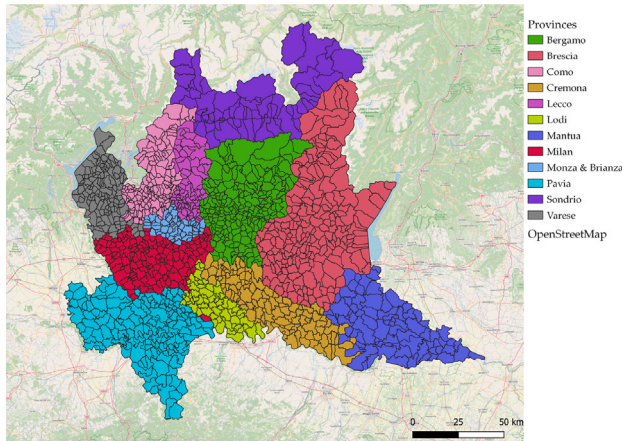 Provinces
Bergamo
Brescia
Como
Cremona
Lecco
Lodi
Mantua
Milan
Monza & Brianza
Pavia
Sondrio
Varese
OpenStreetMap
0 25 50 km